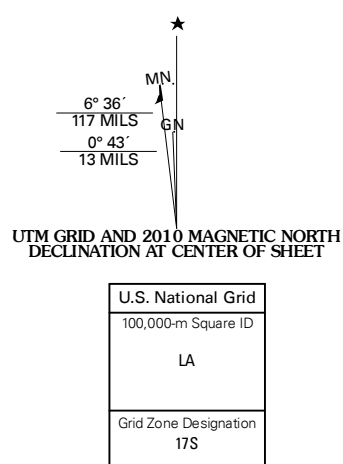 MN.
6° 36´
117 MILS
GN
0° 43´
13 MILS
UTM GRID AND 2010 MAGNETIC NORTH
DECLINATION AT CENTER OF SHEET
U.S. National Grid
100,000-m Square ID
LA
Grid Zone Designation
17S